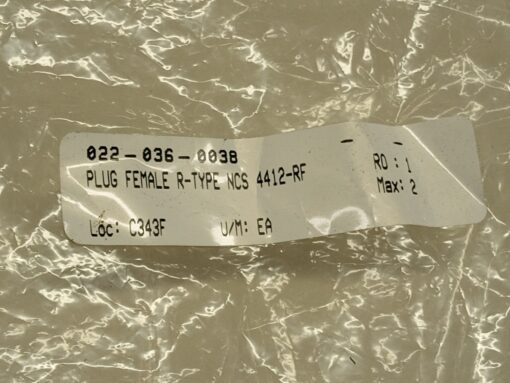 022-036-0038
PLUG FEMALE R-TYPE NCS 4412-RF
RO: 1
Max: 2
Loc: C343F U/M: EA